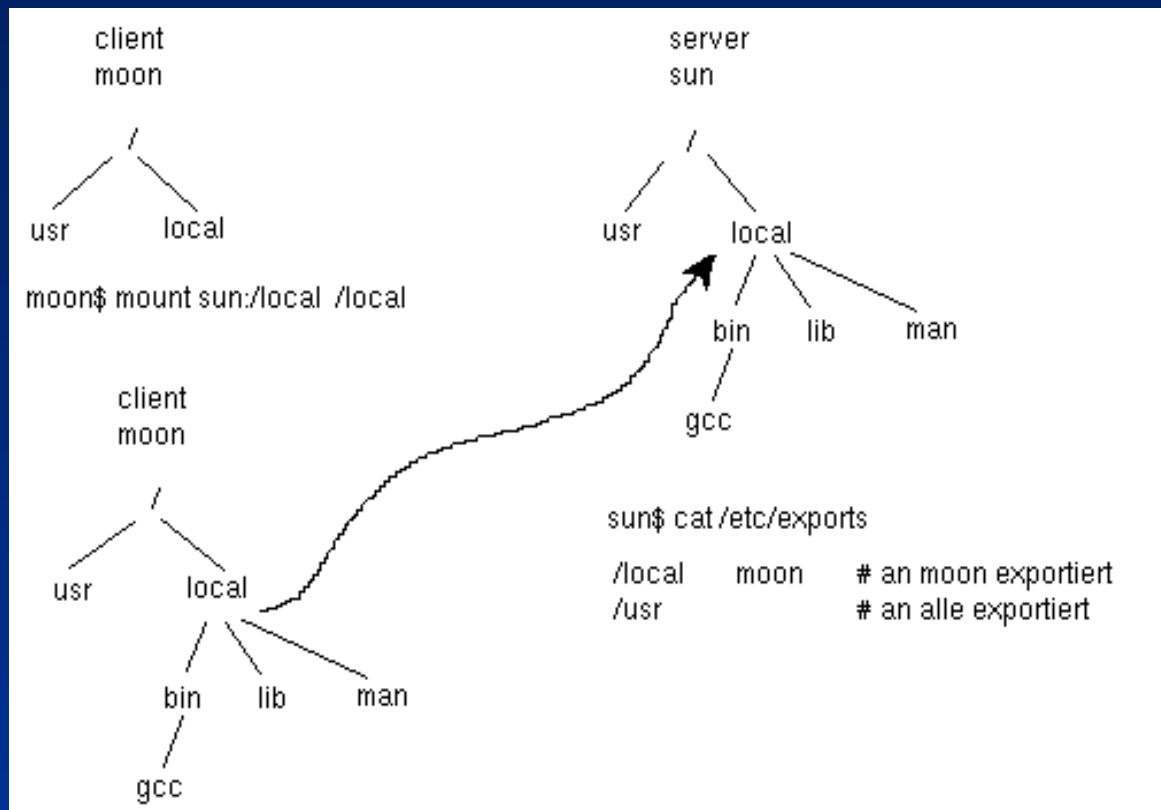 client
moon
/
usr local
moon$ mount sun:/local /local
client
moon
/
usr local
bin lib man
gcc
server
sun
/
usr local
bin lib man
gcc
sun$ cat /etc/exports
/local moon # an moon exportiert
/usr # an alle exportiert